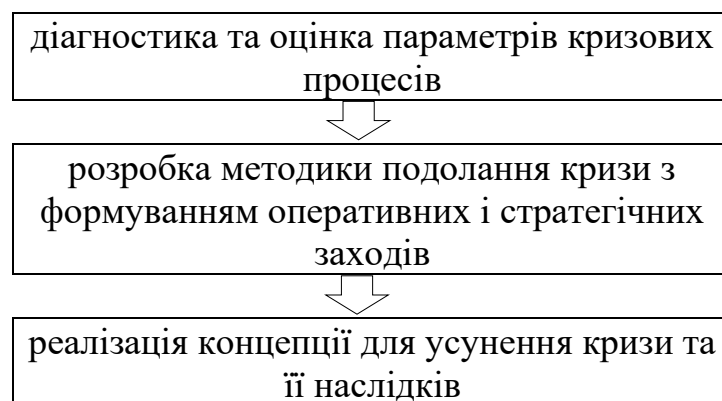 діагностика та оцінка параметрів кризових
процесів
розробка методики подолання кризи з
формуванням оперативних і стратегічних
заходів
реалізація концепції для усунення кризи та
її наслідків